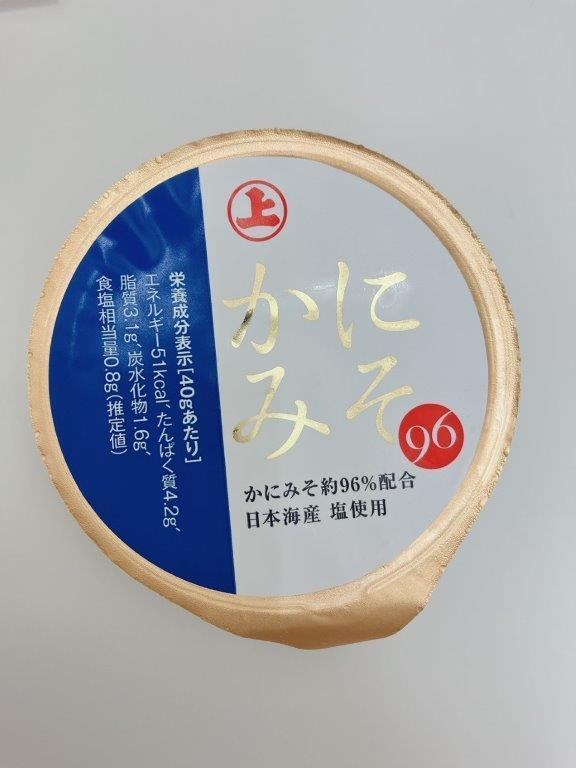 上
かに
みそ
96
かにみそ約96%配合
日本海産 塩使用
栄養成分表示[40gあたり]
エネルギー51kcal、たんぱく質4.2g、
脂質3.1g、炭水化物1.6g、
食塩相当量0.8g(推定値)